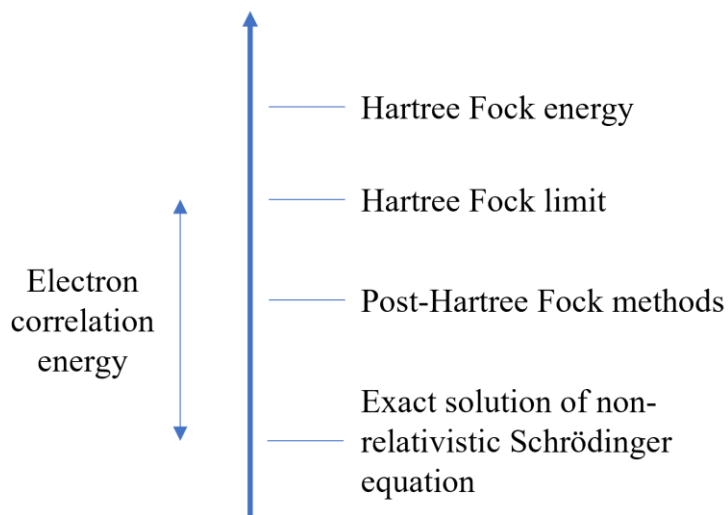 Hartree Fock energy
Hartree Fock limit
Electron
correlation
energy
Post-Hartree Fock methods
Exact solution of non-
relativistic Schrödinger
equation